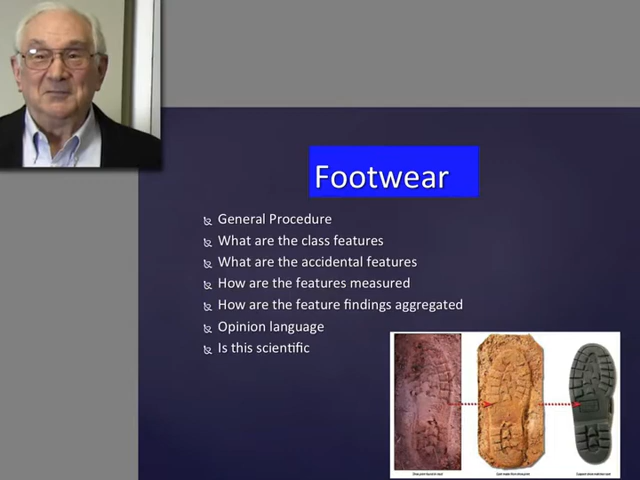 Footwear
General Procedure
What are the class features
What are the accidental features
How are the features measured
How are the feature findings aggregated
Opinion language
Is this scientific